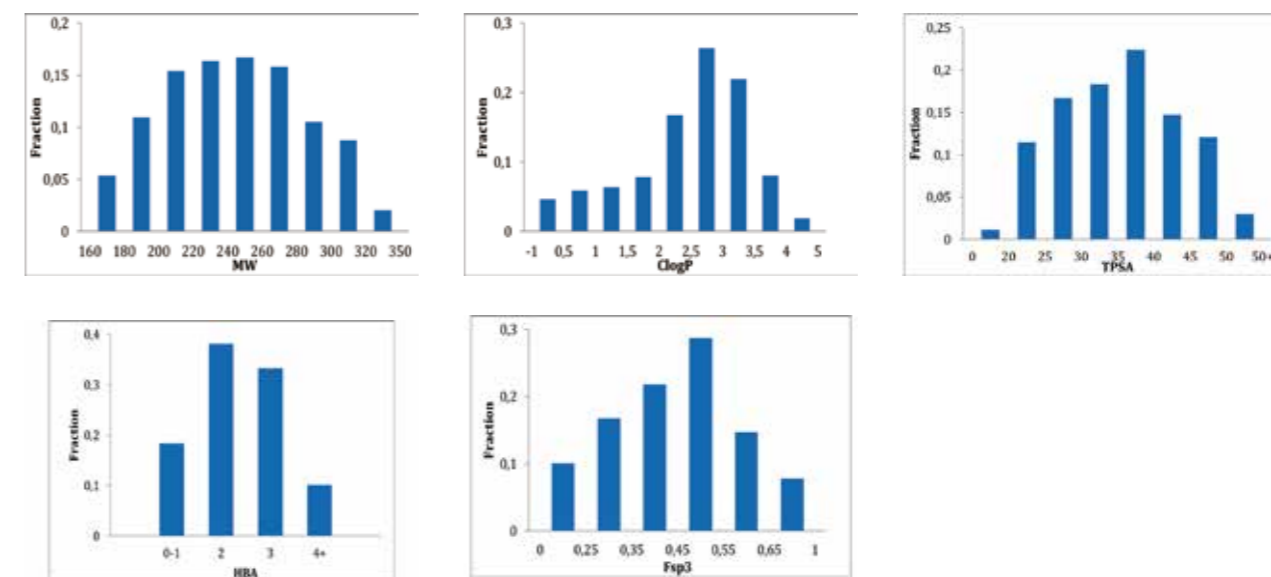 0,2
0,15
0,1
0,05
0
Fraction
160 180 200 220 240 260 280 300 320 350
MW
0,3
0,2
0,1
0
Fraction
-1 0,5 1 1,5 2 2,5 3 3,5 4 5
ClogP
0,25
0,2
0,15
0,1
0,05
0
Fraction
0 20 25 30 35 40 45 50 50+
TPSA
0,4
0,3
0,2
0,1
0
Fraction
0-1 2 3 4+
HBA
0,3
0,2
0,1
0
Fraction
0 0,25 0,35 0,45 0,55 0,65 1
Fsp3